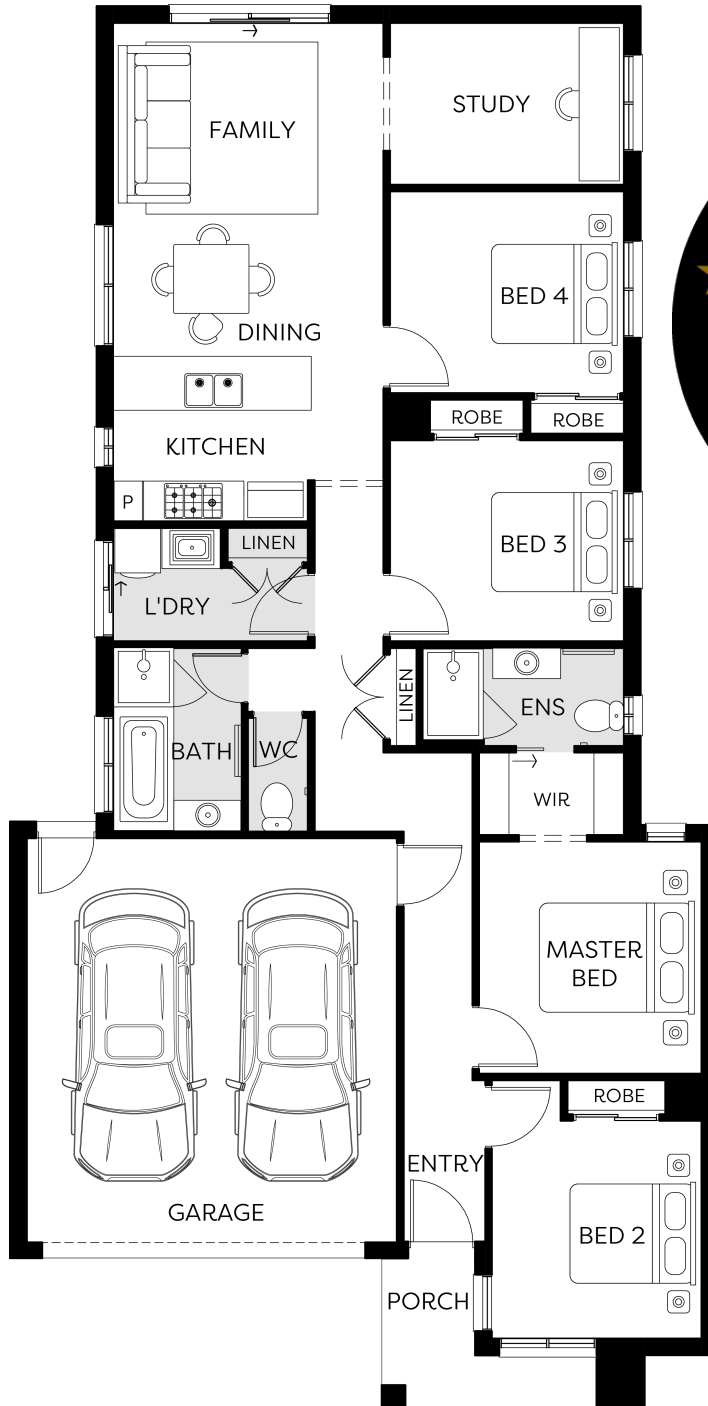 FAMILY
STUDY
BED 4
DINING
ROBE
ROBE
KITCHEN
P
BED 3
LINEN
L'DRY
LINEN
ENS
BATH
WC
WIR
MASTER
BED
ROBE
ENTRY
GARAGE
BED 2
PORCH